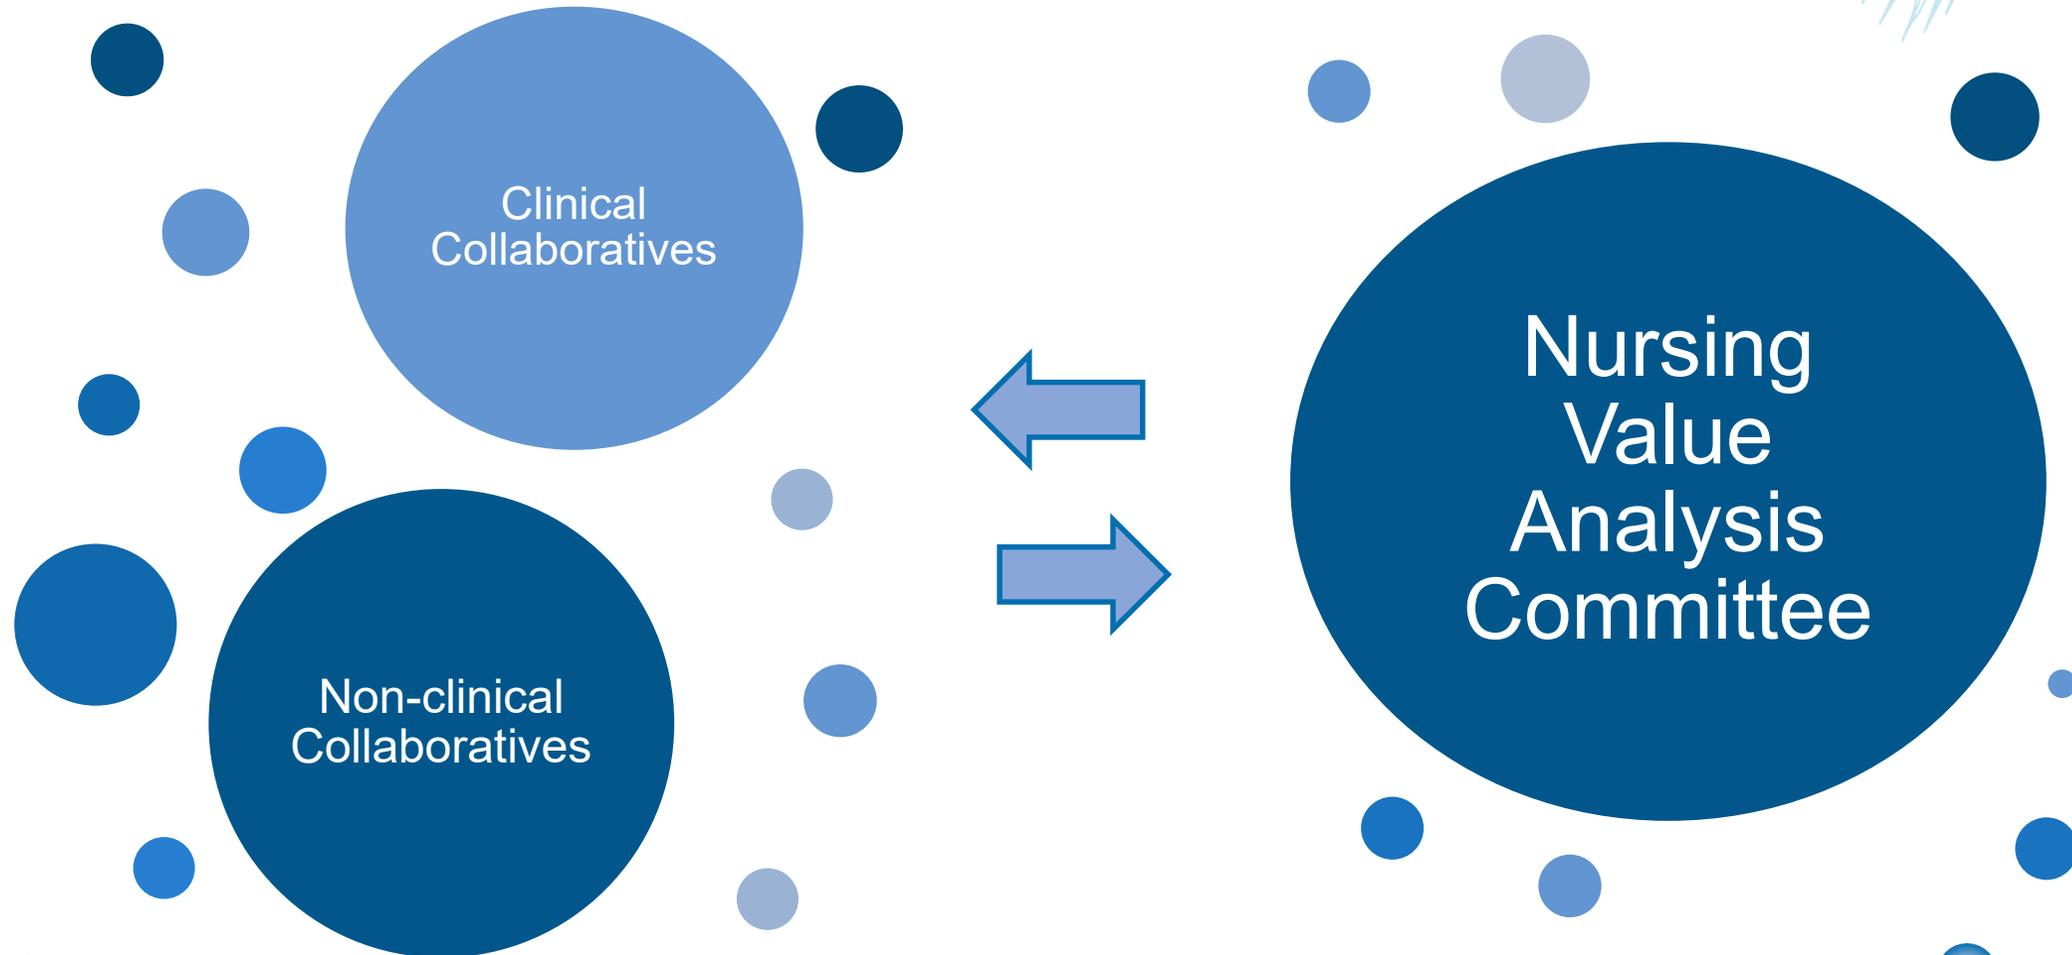 Clinical
Collaboratives
Nursing
Value
Analysis
Committee
Non-clinical
Collaboratives